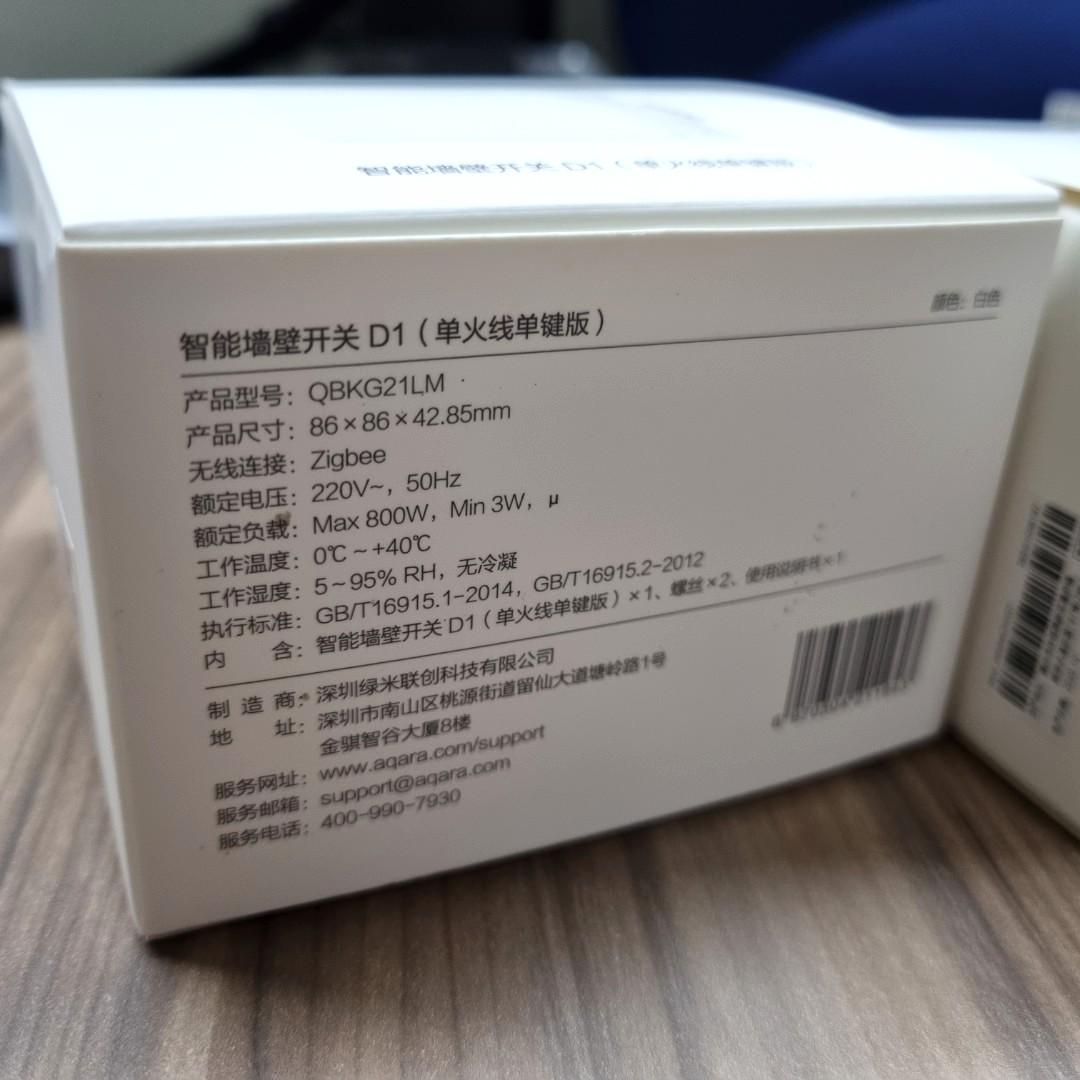 智能墙壁开关 D1（单火线单键版）
颜色：白色
智能墙壁开关 D1（单火线单键版）
产品型号：QBKG21LM
产品尺寸：86×86×42.85mm
无线连接：Zigbee
额定电压：220V~，50Hz
额定负载：Max 800W，Min 3W，μ
工作温度：0℃～+40℃
工作湿度：5～95% RH，无冷凝
执行标准：GB/T16915.1-2014，GB/T16915.2-2012
内 含：智能墙壁开关 D1（单火线单键版）×1、螺丝×2、使用说明书×1
制 造 商：深圳绿米联创科技有限公司
地 址：深圳市南山区桃源街道留仙大道塘岭路1号
金骐智谷大厦8楼
服务网址：www.aqara.com/support
服务邮箱：support@aqara.com
服务电话：400-990-7930